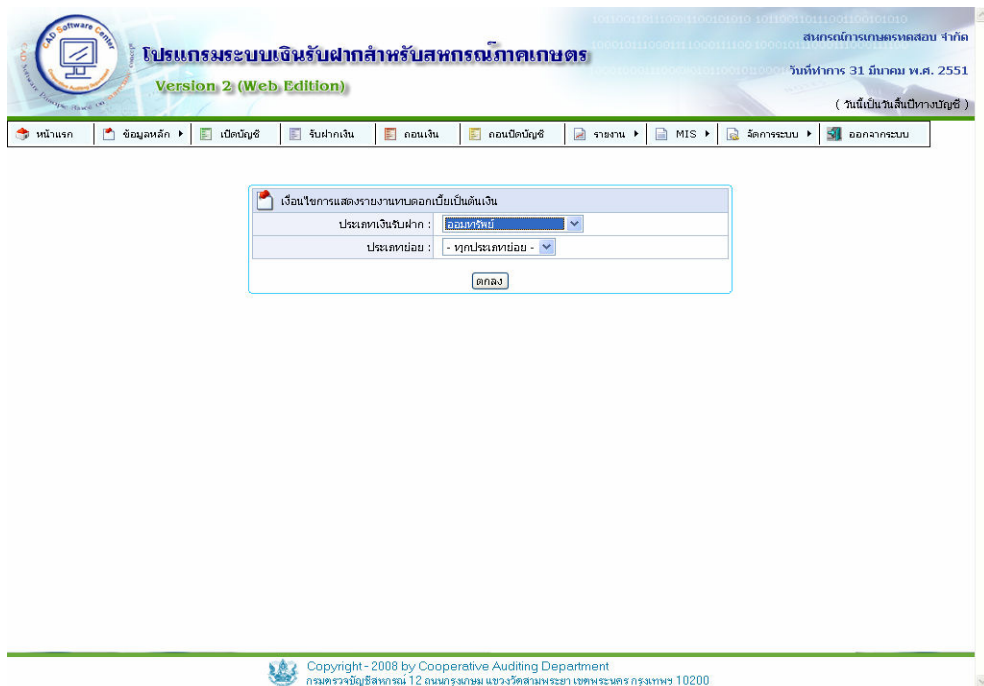 CAD Software Center
โปรแกรมระบบเงินรับฝากสำหรับสหกรณ์ภาคเกษตร
Version 2 (Web Edition)
สหกรณ์การเกษตรทดสอบ จำกัด
วันที่ทำการ 31 มีนาคม พ.ศ. 2551
( วันนี้เป็นวันสิ้นปีทางบัญชี )
หน้าแรก ข้อมูลหลัก เปิดบัญชี รับฝากเงิน ถอนเงิน ถอนปิดบัญชี รายงาน MIS จัดการระบบ ออกจากระบบ
เงื่อนไขการแสดงรายงานทบดอกเบี้ยเป็นต้นเงิน
ประเภทเงินรับฝาก : ออมทรัพย์
ประเภทย่อย : - ทุกประเภทย่อย -
ตกลง
Copyright - 2008 by Cooperative Auditing Department
กรมตรวจบัญชีสหกรณ์ 12 ถนนกรุงเกษม แขวงวัดสามพระยา เขตพระนคร กรุงเทพฯ 10200